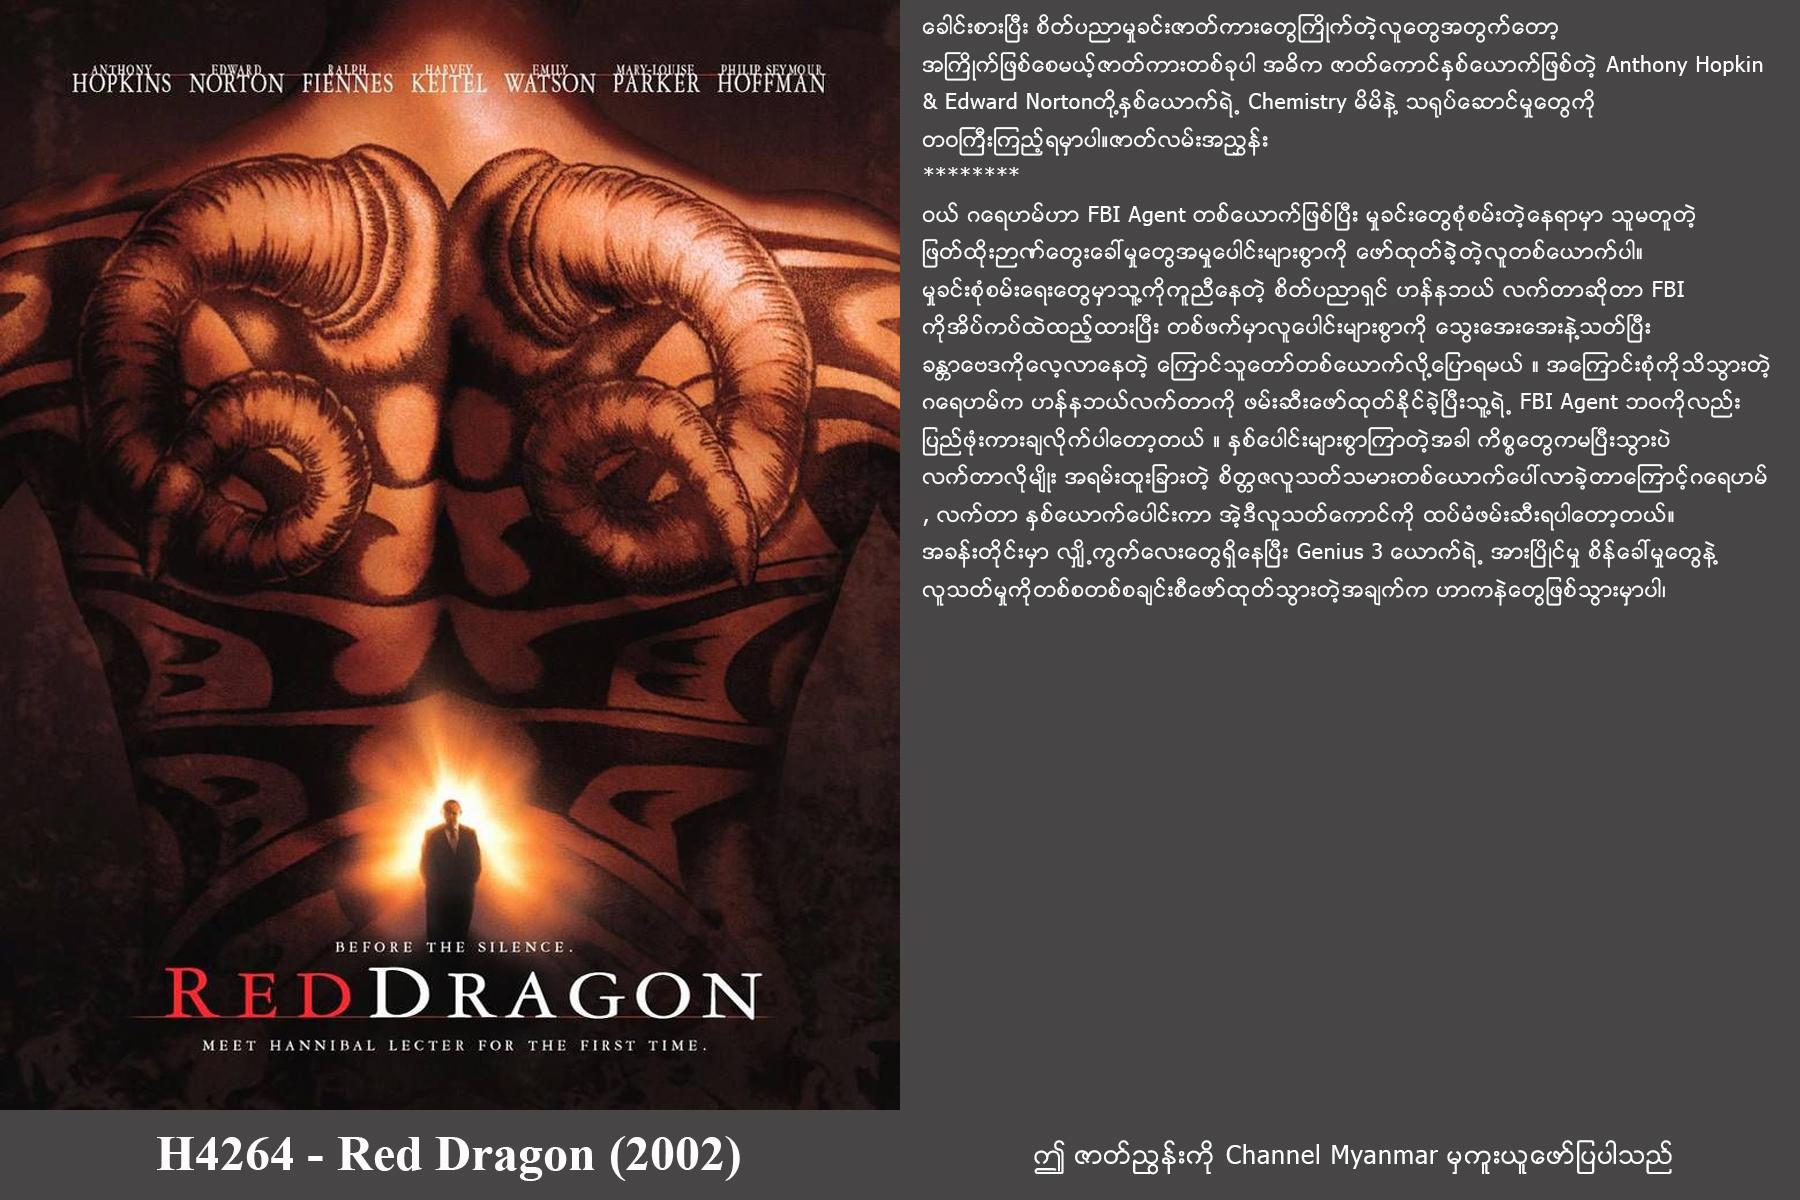 ANTHONY HOPKINS EDWARD NORTON RALPH FIENNES HARVEY KEITEL EMILY WATSON MARY-LOUISE PARKER PHILIP SEYMOUR HOFFMAN
BEFORE THE SILENCE.
RED DRAGON
MEET HANNIBAL LECTER FOR THE FIRST TIME.
H4264 - Red Dragon (2002)
ခေါင်းစားပြီး စိတ်ပညာမှုခင်းဇာတ်ကားတွေကြိုက်တဲ့လူတွေအတွက်တော့
အကြိုက်ဖြစ်စေမယ့်ဇာတ်ကားတစ်ခုပါ အဓိက ဇာတ်ကောင်နှစ်ယောက်ဖြစ်တဲ့ Anthony Hopkin
& Edward Nortonတို့နှစ်ယောက်ရဲ့ Chemistry မိမိနဲ့ သရုပ်ဆောင်မှုတွေကို
တဝကြီးကြည့်ရမှာပါ။ဇာတ်လမ်းအညွှန်း
********
ဝယ် ဂရေဟမ်ဟာ FBI Agent တစ်ယောက်ဖြစ်ပြီး မှုခင်းတွေစုံစမ်းတဲ့နေရာမှာ သူမတူတဲ့
ဖြတ်ထိုးဉာဏ်တွေးခေါ်မှုတွေအမှုပေါင်းများစွာကို ဖော်ထုတ်ခဲ့တဲ့လူတစ်ယောက်ပါ။
မှုခင်းစုံစမ်းရေးတွေမှာသူ့ကိုကူညီနေတဲ့ စိတ်ပညာရှင် ဟန်နဘယ် လက်တာဆိုတာ FBI
ကိုအိပ်ကပ်ထဲထည့်ထားပြီး တစ်ဖက်မှာလူပေါင်းများစွာကို သွေးအေးအေးနဲ့သတ်ပြီး
ခန္တာဗေဒကိုလေ့လာနေတဲ့ ကြောင်သူတော်တစ်ယောက်လို့ပြောရမယ် ။ အကြောင်းစုံကိုသိသွားတဲ့
ဂရေဟမ်က ဟန်နဘယ်လက်တာကို ဖမ်းဆီးဖော်ထုတ်နိုင်ခဲ့ပြီးသူ့ရဲ့ FBI Agent ဘဝကိုလည်း
ပြည်ဖုံးကားချလိုက်ပါတော့တယ် ။ နှစ်ပေါင်းများစွာကြာတဲ့အခါ ကိစ္စတွေကမပြီးသွားပဲ
လက်တာလိုမျိုး အရမ်းထူးခြားတဲ့ စိတ္တဇလူသတ်သမားတစ်ယောက်ပေါ်လာခဲ့တာကြောင့်ဂရေဟမ်
, လက်တာ နှစ်ယောက်ပေါင်းကာ အဲ့ဒီလူသတ်ကောင်ကို ထပ်မံဖမ်းဆီးရပါတော့တယ်။
အခန်းတိုင်းမှာ လျှို့ကွက်လေးတွေရှိနေပြီး Genius 3 ယောက်ရဲ့ အားပြိုင်မှု စိန်ခေါ်မှုတွေနဲ့
လူသတ်မှုကိုတစ်စတစ်စချင်းစီဖော်ထုတ်သွားတဲ့အချက်က ဟာကနဲတွေဖြစ်သွားမှာပါ၊
ဤ ဇာတ်ညွှန်းကို Channel Myanmar မှကူးယူဖော်ပြပါသည်